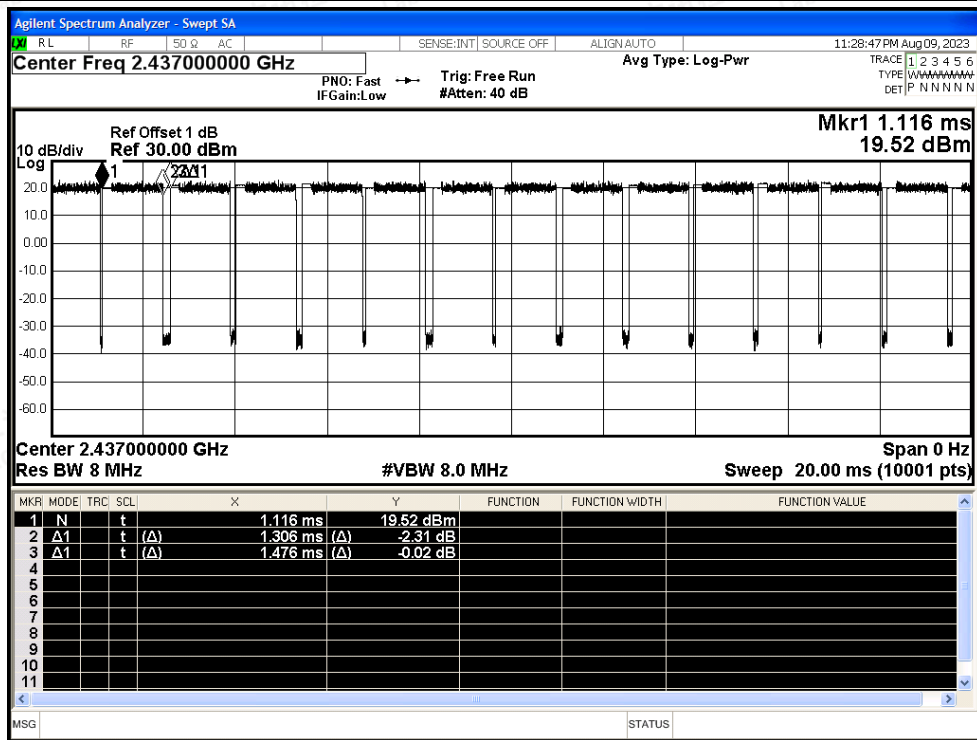 Agilent Spectrum Analyzer - Swept SA
LXI RL RF 50 Ω AC SENSE:INT SOURCE OFF ALIGN AUTO 11:28:47 PM Aug 09, 2023
Center Freq 2.437000000 GHz
PNO: Fast
IFGain:Low
Trig: Free Run
#Atten: 40 dB
Avg Type: Log-Pwr
TRACE 1 2 3 4 5 6
TYPE
DET P N N N N N
Mkr1 1.116 ms
19.52 dBm
Ref Offset 1 dB
10 dB/div Ref 30.00 dBm
Log
1
20.0
10.0
0.00
-10.0
-20.0
-30.0
-40.0
-50.0
-60.0
Center 2.437000000 GHz Span 0 Hz
Res BW 8 MHz #VBW 8.0 MHz Sweep 20.00 ms (10001 pts)
MKR MODE TRC SCL X Y FUNCTION FUNCTION WIDTH FUNCTION VALUE
1 N t 1.116 ms 19.52 dBm
2 Δ1 t (Δ) 1.306 ms (Δ) -2.31 dB
3 Δ1 t (Δ) 1.476 ms (Δ) -0.02 dB
4
5
6
7
8
9
10
11
MSG STATUS